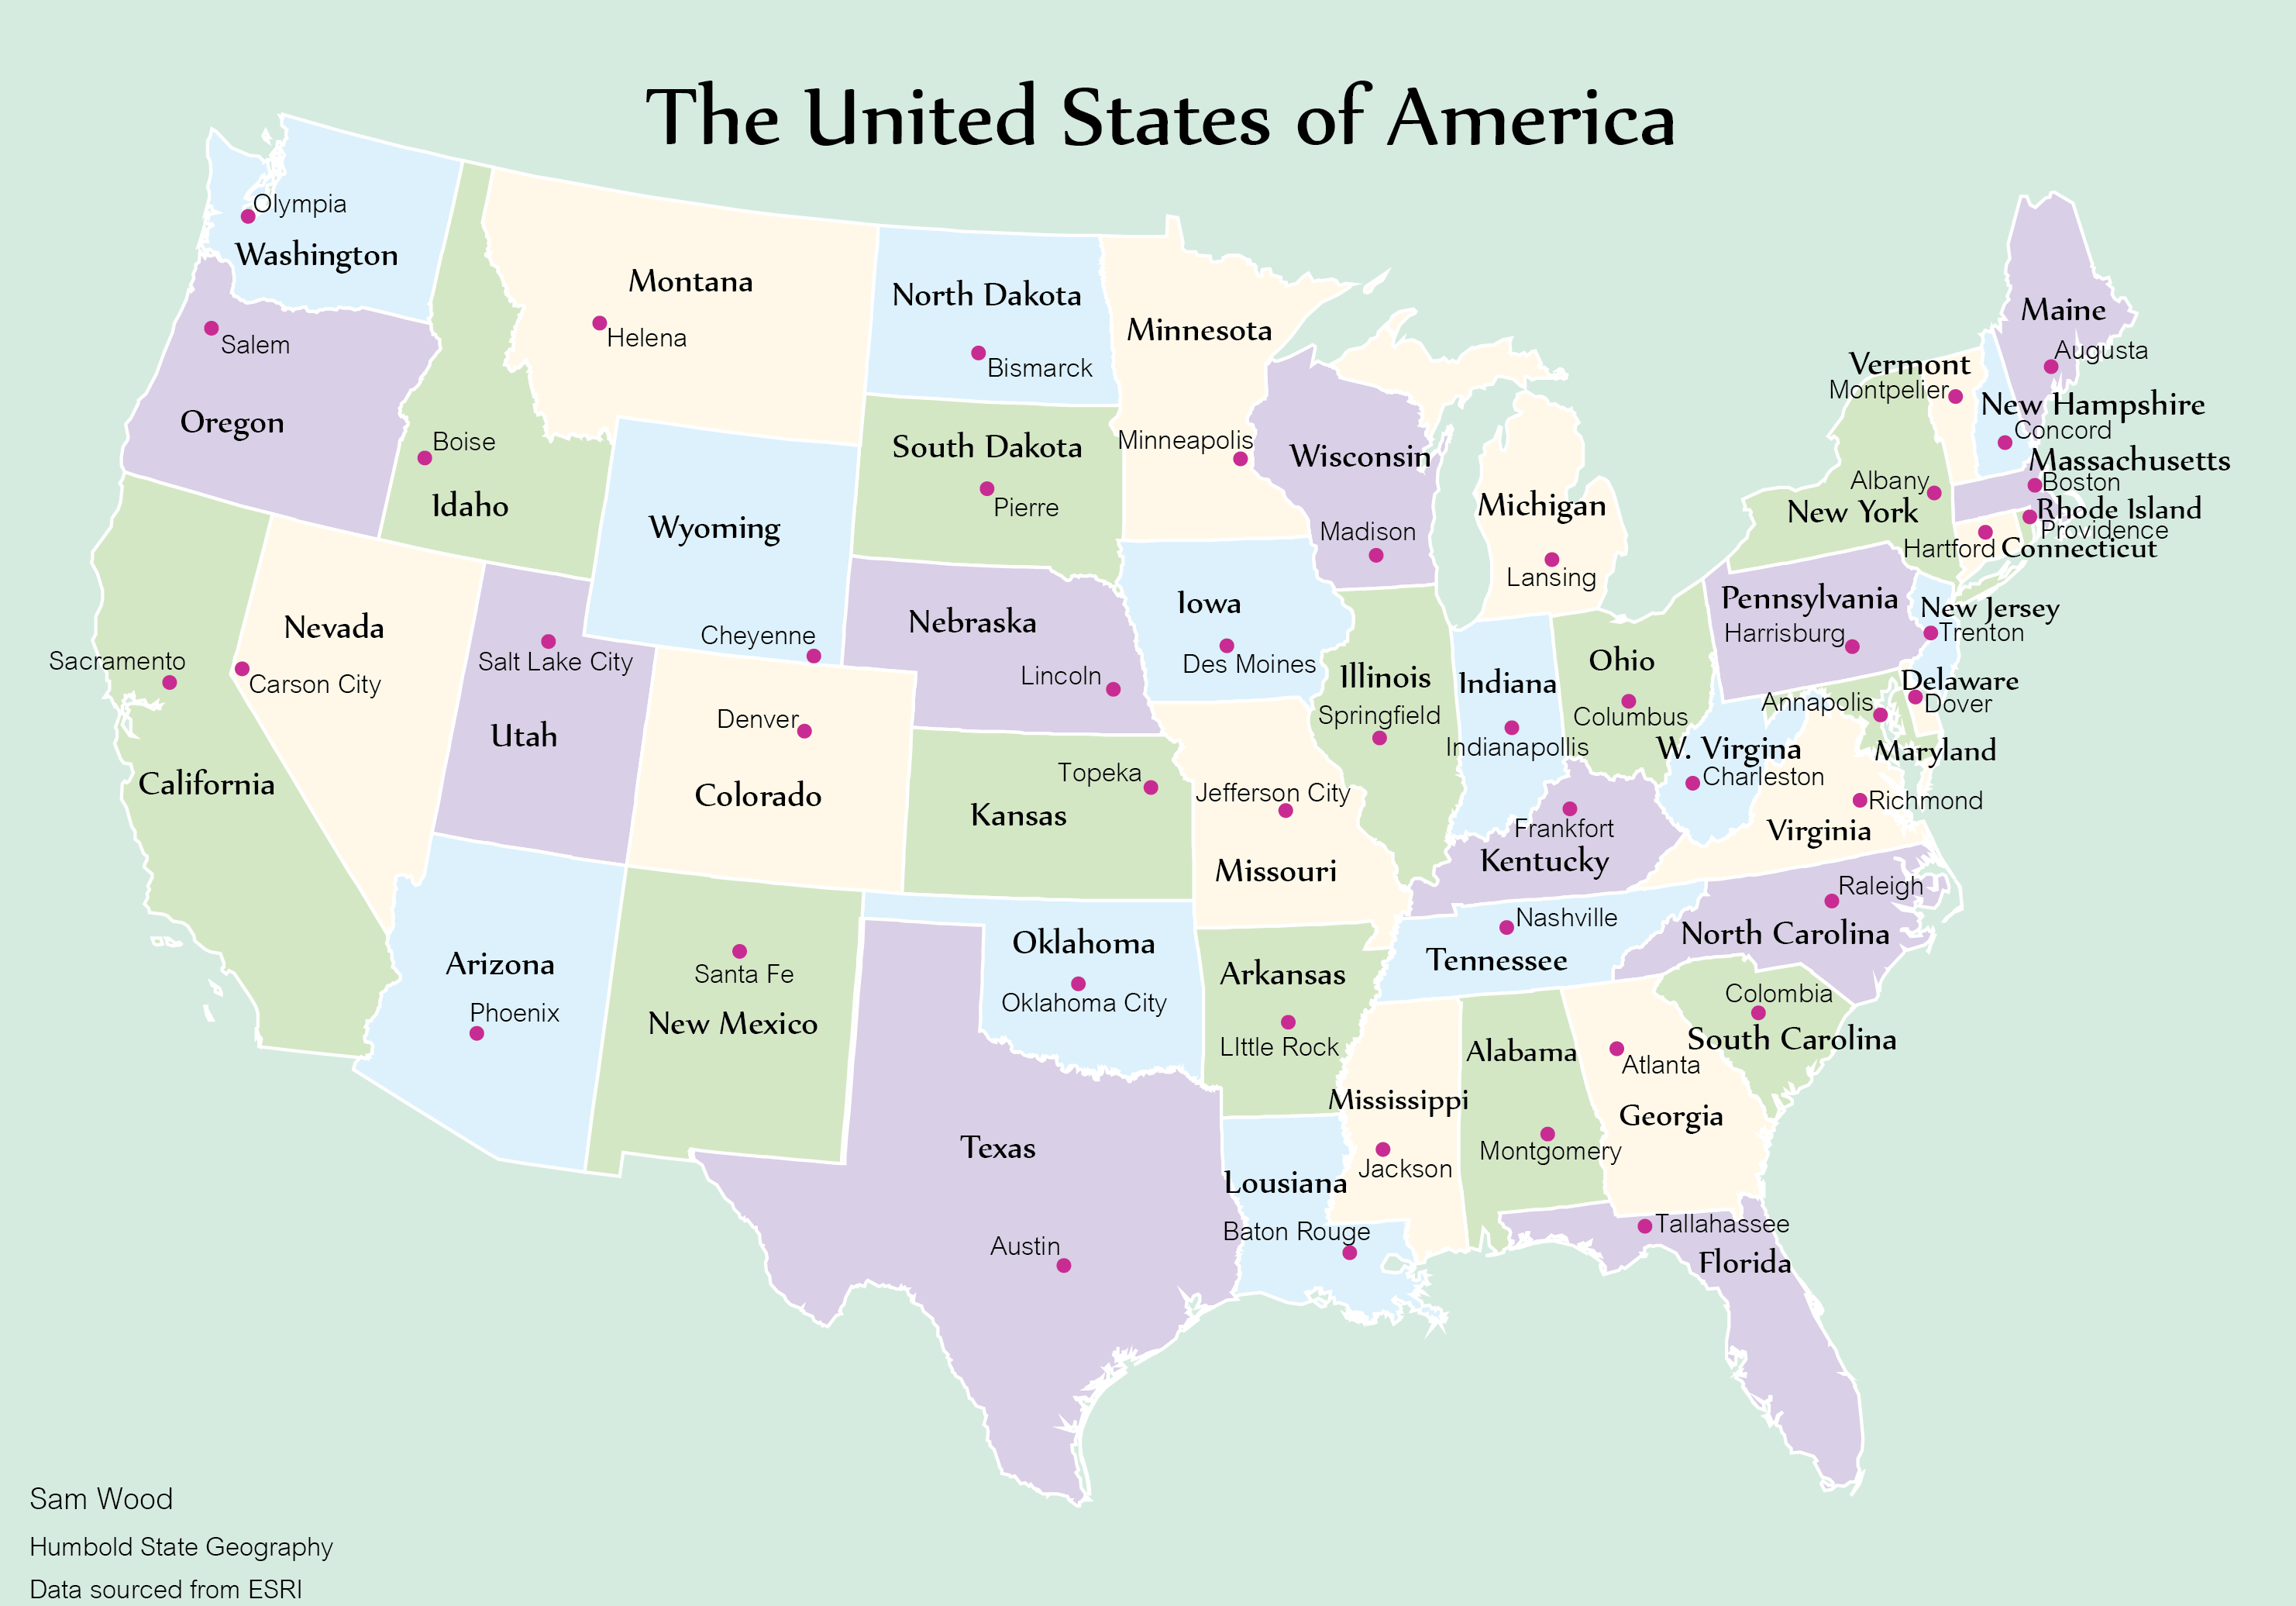 The United States of America
Olympia
Washington
Montana
Helena
North Dakota
Bismarck
Minnesota
Minneapolis
Maine
Augusta
Vermont
Montpelier
New Hampshire
Concord
Salem
Oregon
Boise
Idaho
South Dakota
Pierre
Wisconsin
Madison
Michigan
Lansing
Massachusetts
Boston
Albany
New York
Rhode Island
Providence
Hartford
Connecticut
Wyoming
Cheyenne
Nevada
Carson City
Sacramento
California
Salt Lake City
Utah
Nebraska
Lincoln
Iowa
Des Moines
Illinois
Springfield
Indiana
Indianapollis
Ohio
Columbus
Pennsylvania
Harrisburg
New Jersey
Trenton
Delaware
Dover
Annapolis
Maryland
Denver
Colorado
Topeka
Kansas
Jefferson City
Missouri
Frankfort
Kentucky
W. Virgina
Charleston
Richmond
Virginia
Raleigh
North Carolina
Nashville
Tennessee
Arizona
Phoenix
Santa Fe
New Mexico
Oklahoma
Oklahoma City
Arkansas
LIttle Rock
Colombia
South Carolina
Alabama
Montgomery
Atlanta
Georgia
Mississippi
Jackson
Texas
Austin
Lousiana
Baton Rouge
Tallahassee
Florida
Sam Wood
Humbold State Geography
Data sourced from ESRI